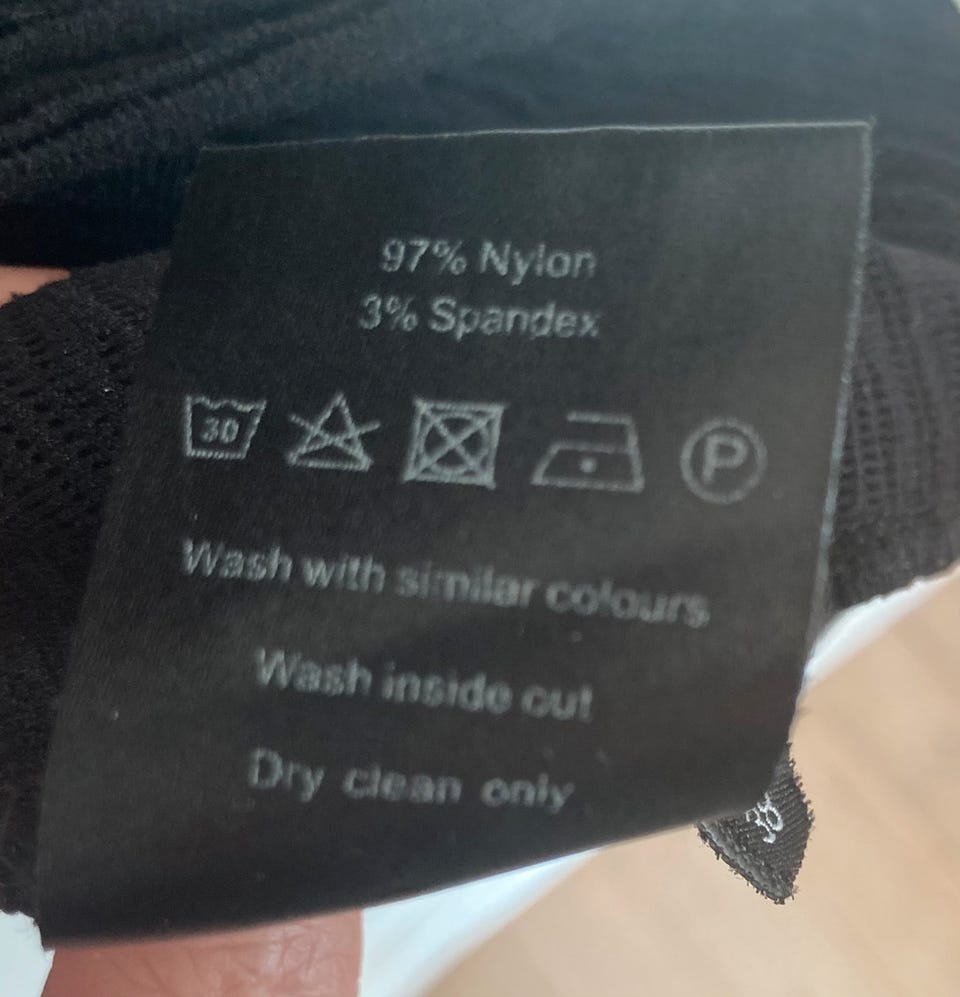 97% Nylon
3% Spandex
30 P
Wash with similar colours
Wash inside out
Dry clean only